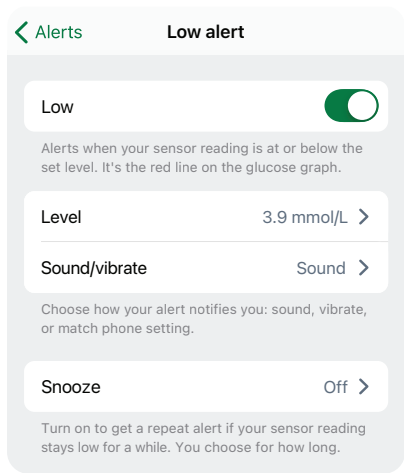 Alerts
Low alert
Low
Alerts when your sensor reading is at or below the
set level. It's the red line on the glucose graph.
Level 3.9 mmol/L
Sound/vibrate Sound
Choose how your alert notifies you: sound, vibrate,
or match phone setting.
Snooze Off
Turn on to get a repeat alert if your sensor reading
stays low for a while. You choose for how long.